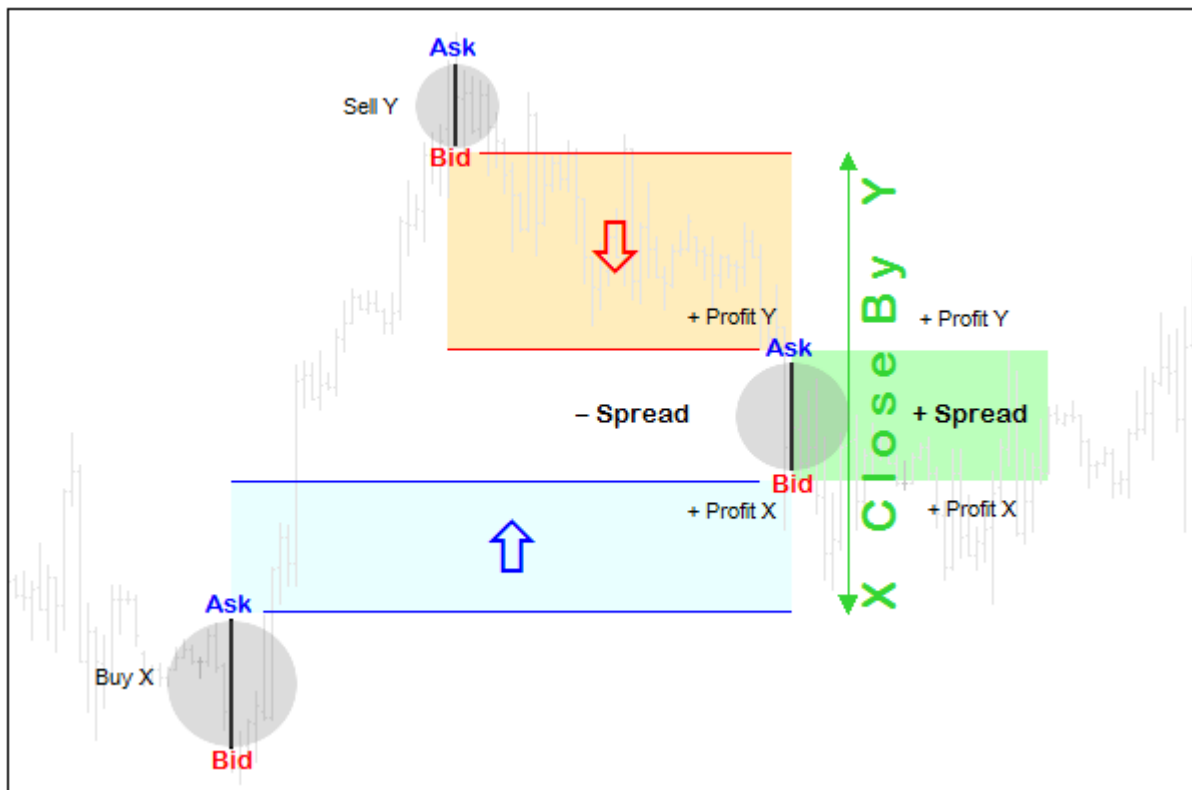 Ask
Sell Y
Bid
X Close By Y
+ Profit Y
+ Profit Y
Ask
– Spread
+ Spread
Bid
+ Profit X
+ Profit X
Ask
Buy X
Bid